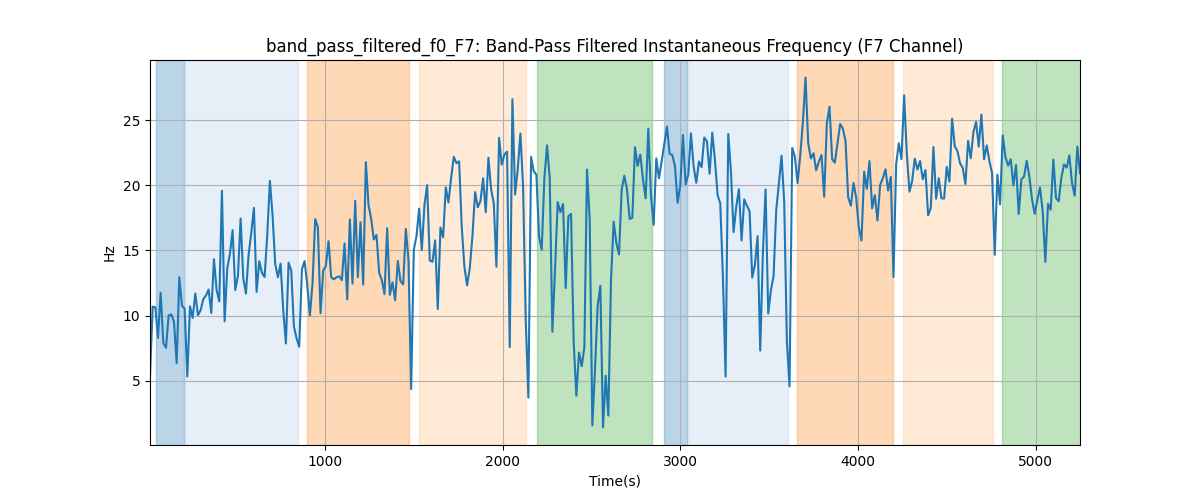 band_pass_filtered_f0_F7: Band-Pass Filtered Instantaneous Frequency (F7 Channel)
25
20
15
10
5
Hz
1000 2000 3000 4000 5000
Time(s)